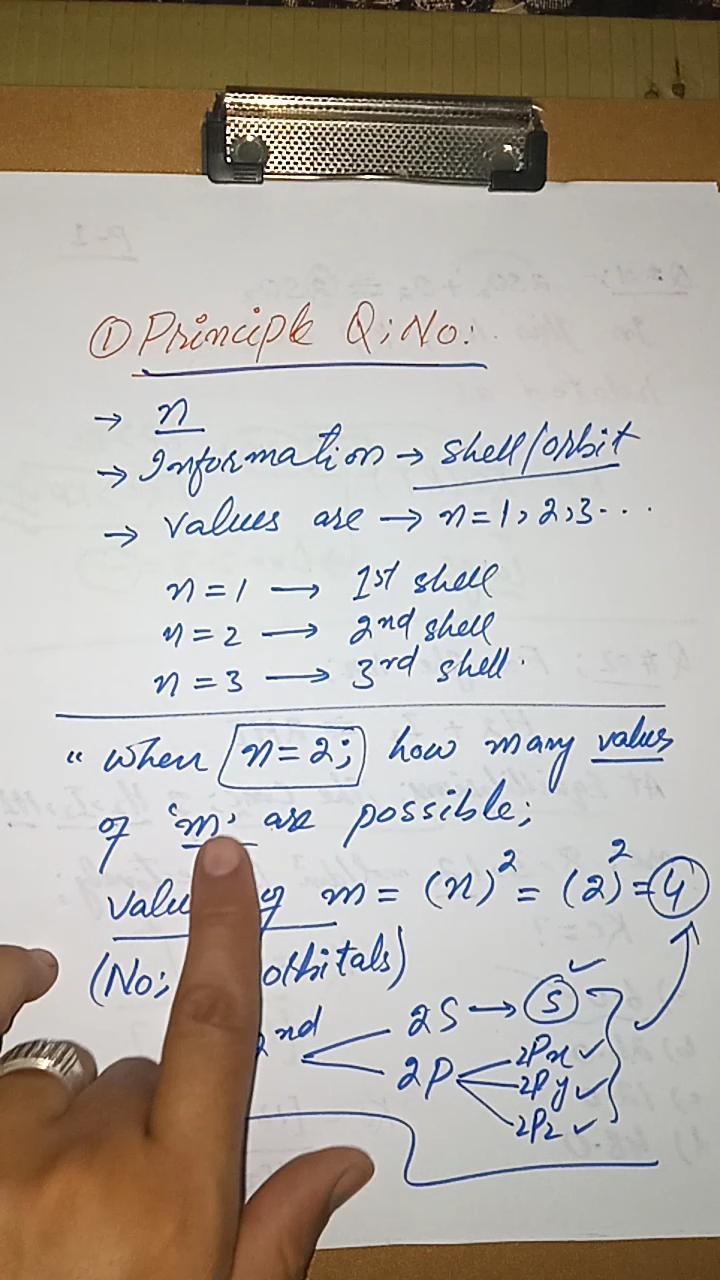 ① Principle Q; No:
→ n
→ Information → shell/orbit
→ values are → n=1,2,3...
n = 1 → 1st shell
n = 2 → 2nd shell
n = 3 → 3rd shell.
" when n=2; how many values
of 'm' are possible;
valu m = (n)² = (2)² = 4
(No; orbitals)
2nd
2S → S ✓
2P
2Px ✓
2Py ✓
2Pz ✓